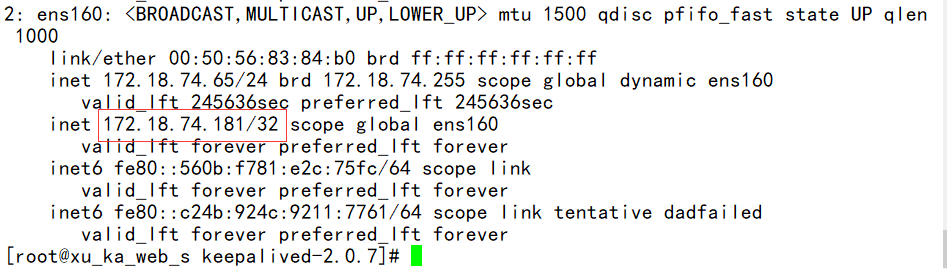 2: ens160: <BROADCAST,MULTICAST,UP,LOWER_UP> mtu 1500 qdisc pfifo_fast state UP qlen
1000
link/ether 00:50:56:83:84:b0 brd ff:ff:ff:ff:ff:ff
inet 172.18.74.65/24 brd 172.18.74.255 scope global dynamic ens160
valid_lft 245636sec preferred_lft 245636sec
inet 172.18.74.181/32 scope global ens160
valid_lft forever preferred_lft forever
inet6 fe80::560b:f781:e2c:75fc/64 scope link
valid_lft forever preferred_lft forever
inet6 fe80::c24b:924c:9211:7761/64 scope link tentative dadfailed
valid_lft forever preferred_lft forever
[root@xu_ka_web_s keepalived-2.0.7]#